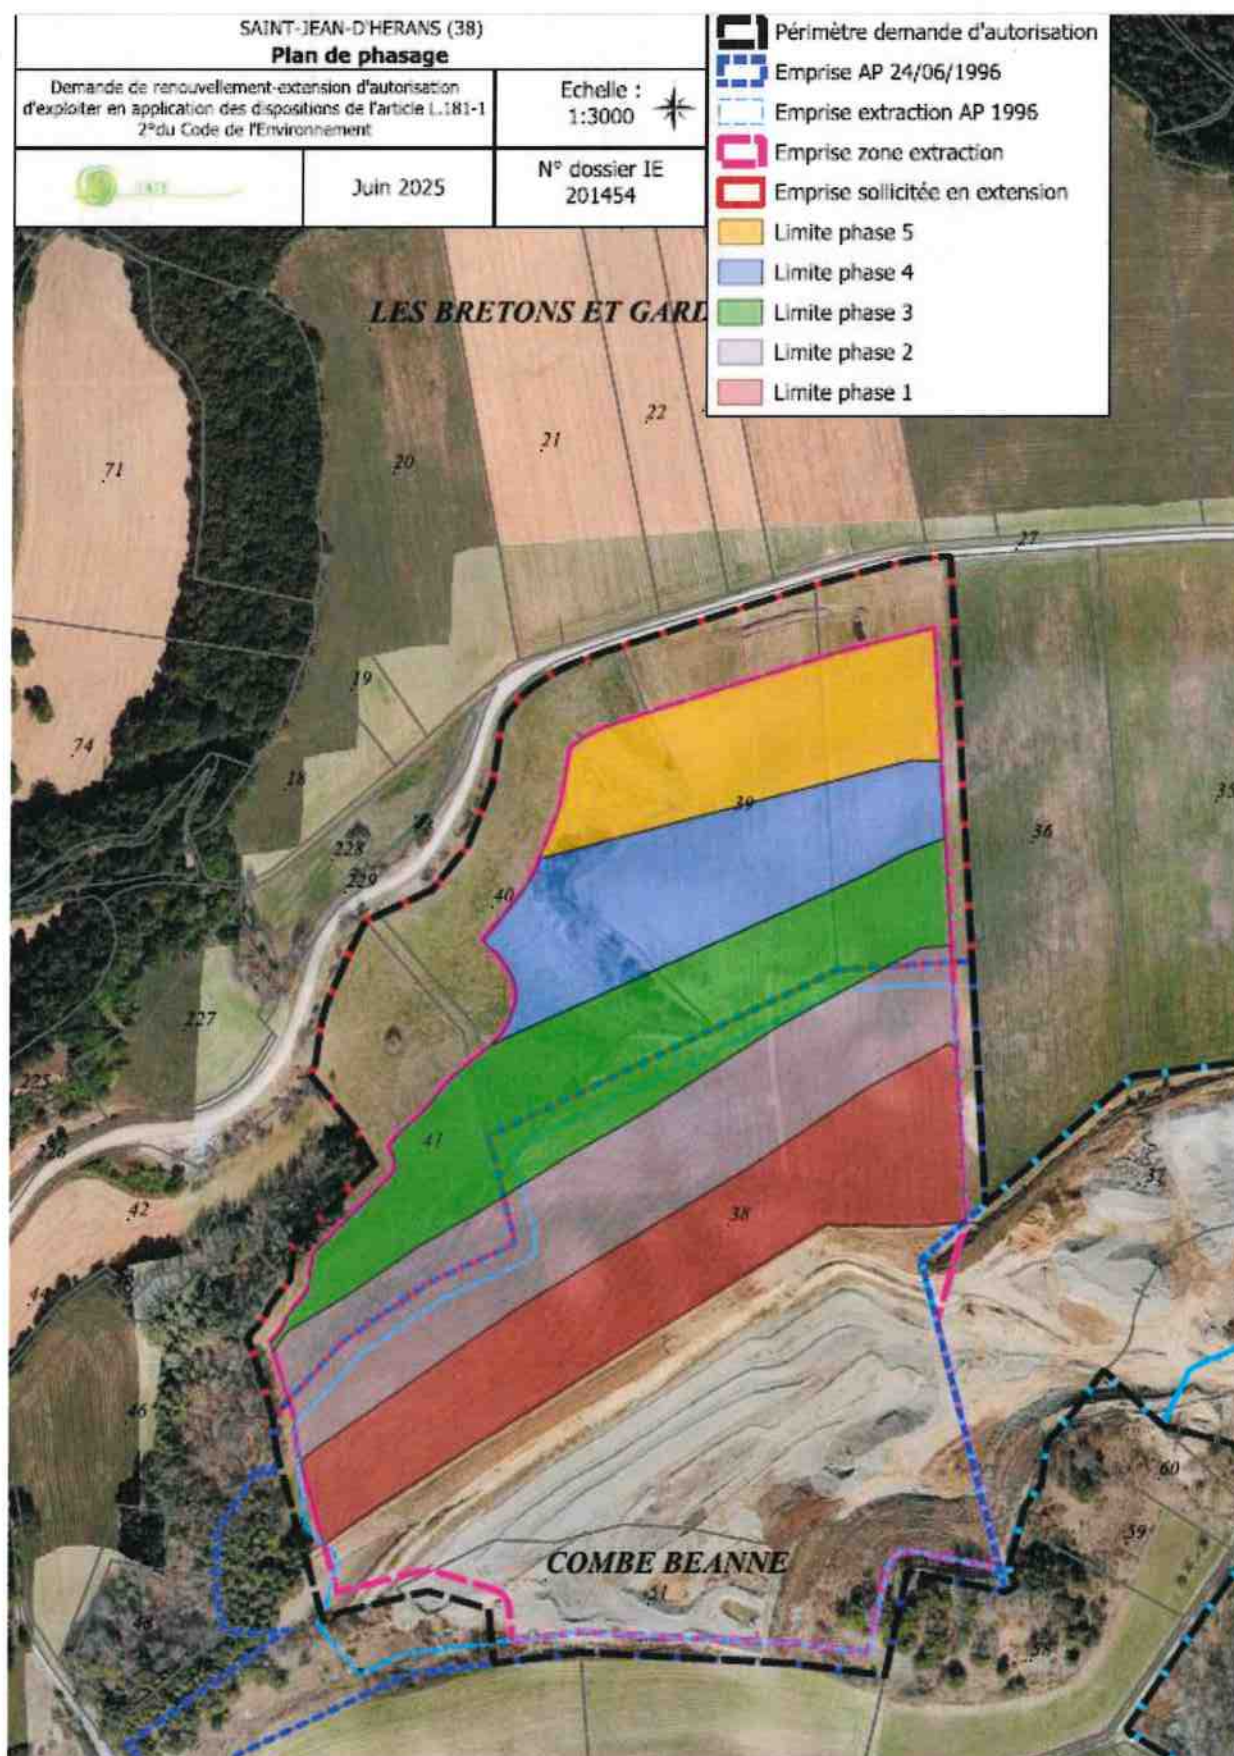 SAINT-JEAN-D'HERANS (38)
Plan de phasage
Demande de renouvellement-extension d'autorisation
d'exploiter en application des dispositions de l'article L.181-1
2°du Code de l'Environnement
Echelle :
1:3000
Juin 2025
N° dossier IE
201454
Périmètre demande d'autorisation
Emprise AP 24/06/1996
Emprise extraction AP 1996
Emprise zone extraction
Emprise sollicitée en extension
Limite phase 5
Limite phase 4
Limite phase 3
Limite phase 2
Limite phase 1
LES BRETONS ET GARD
22
21
20
71
27
19
74
18
39
35
36
228
229
40
227
225
226
41
42
37
38
46
60
59
COMBE BEANNE
51
48
58